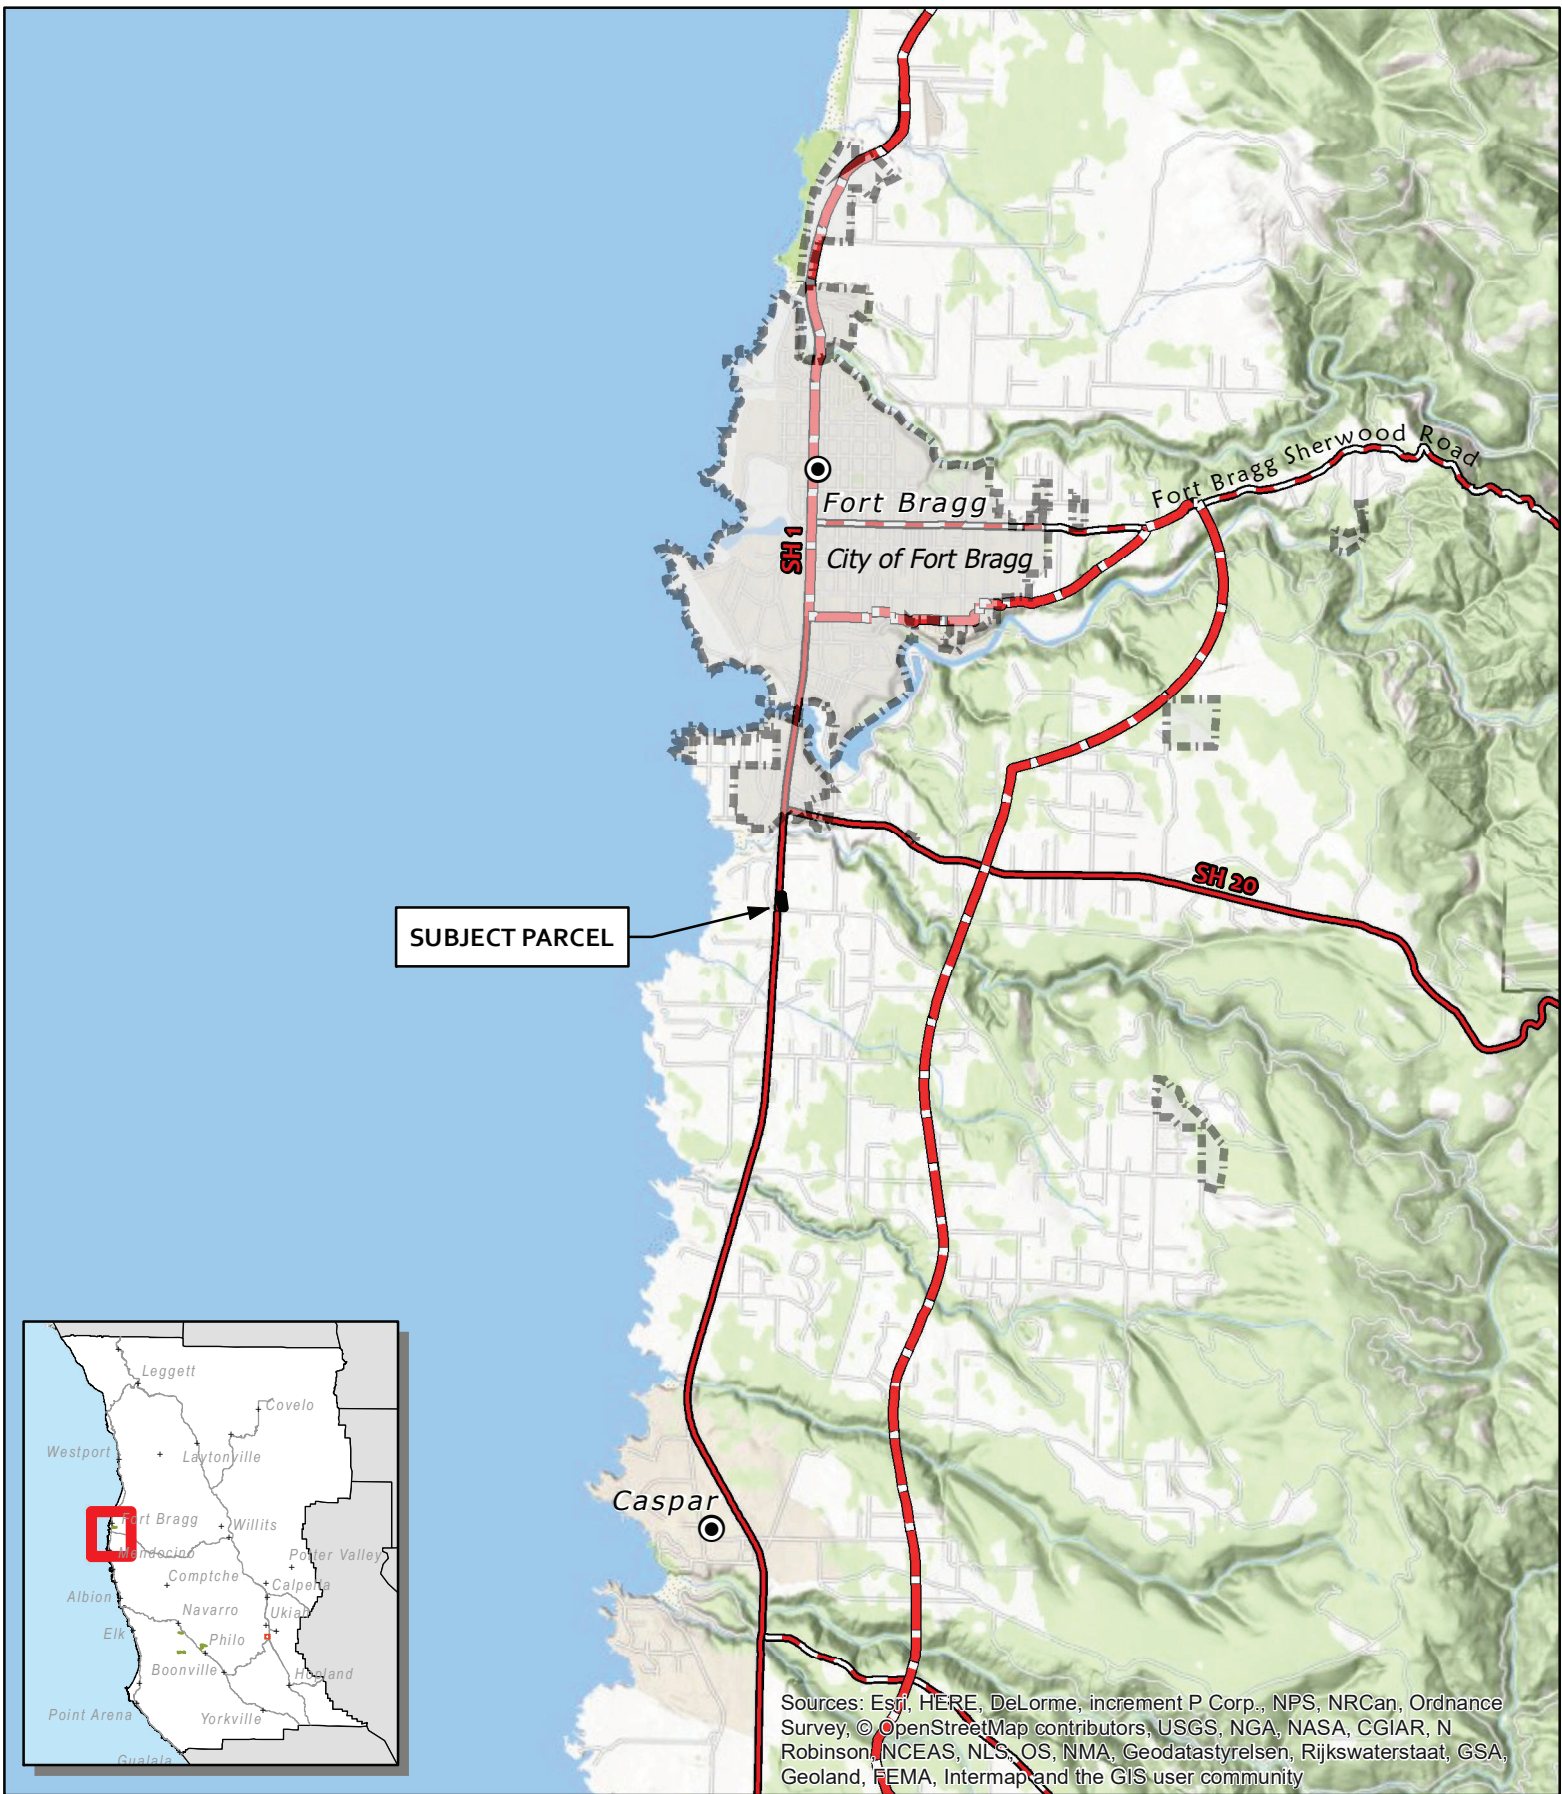 Fort Bragg Sherwood Road
Fort Bragg
SH 1
City of Fort Bragg
SH 20
SUBJECT PARCEL
Caspar
Leggett
Covelo
Westport
Laytonville
Fort Bragg
Willits
Mendocino
Potter Valley
Comptche
Calpella
Albion
Navarro
Ukiah
Elk
Philo
Boonville
Hopland
Point Arena
Yorkville
Gualala
Sources: Esri, HERE, DeLorme, increment P Corp., NPS, NRCan, Ordnance
Survey, © OpenStreetMap contributors, USGS, NGA, NASA, CGIAR, N
Robinson, NCEAS, NLS, OS, NMA, Geodatastyrelsen, Rijkswaterstaat, GSA,
Geoland, FEMA, Intermap and the GIS user community